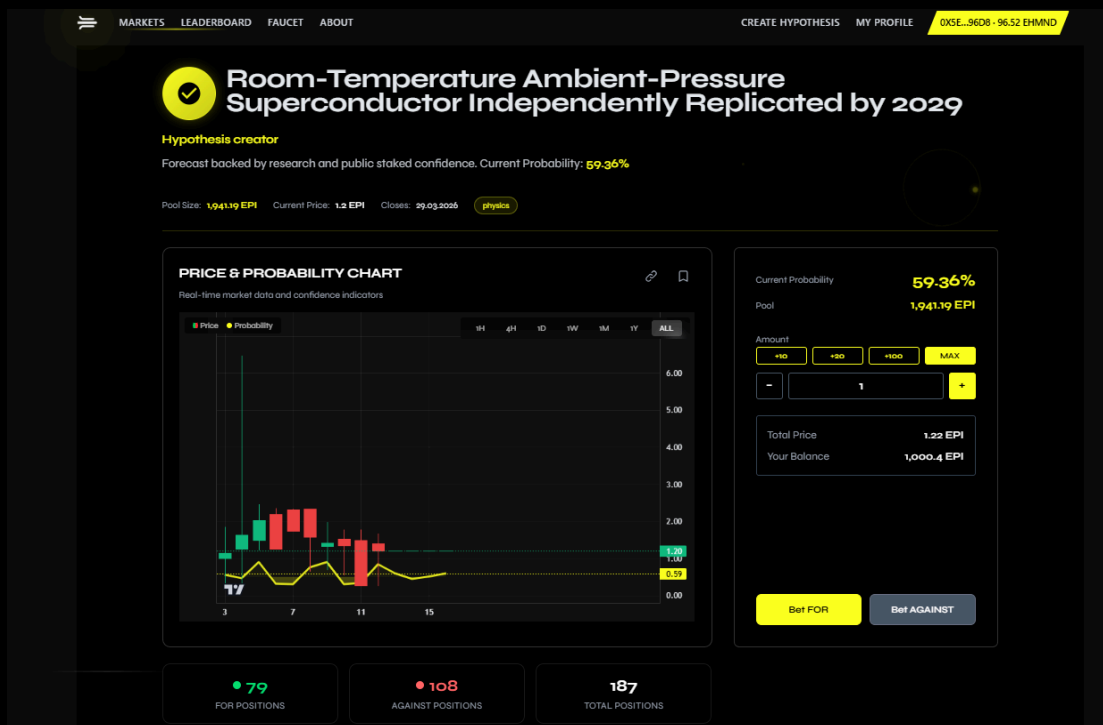 MARKETS LEADERBOARD FAUCET ABOUT CREATE HYPOTHESIS MY PROFILE 0X5E...96D8 - 96.52 EHMND
Room-Temperature Ambient-Pressure
Superconductor Independently Replicated by 2029
Hypothesis creator
Forecast backed by research and public staked confidence. Current Probability: 59.36%
Pool Size: 1,941.19 EPI Current Price: 1.2 EPI Closes: 29.03.2026 physics
PRICE & PROBABILITY CHART
Real-time market data and confidence indicators
Price Probability
1H 4H 1D 1W 1M 1Y ALL
6.00
5.00
4.00
3.00
2.00
1.20
1.00
0.59
0.00
3 7 11 15
Current Probability 59.36%
Pool 1,941.19 EPI
Amount
+10 +20 +100 MAX
- 1 +
Total Price 1.22 EPI
Your Balance 1,000.4 EPI
Bet FOR Bet AGAINST
79
FOR POSITIONS
108
AGAINST POSITIONS
187
TOTAL POSITIONS